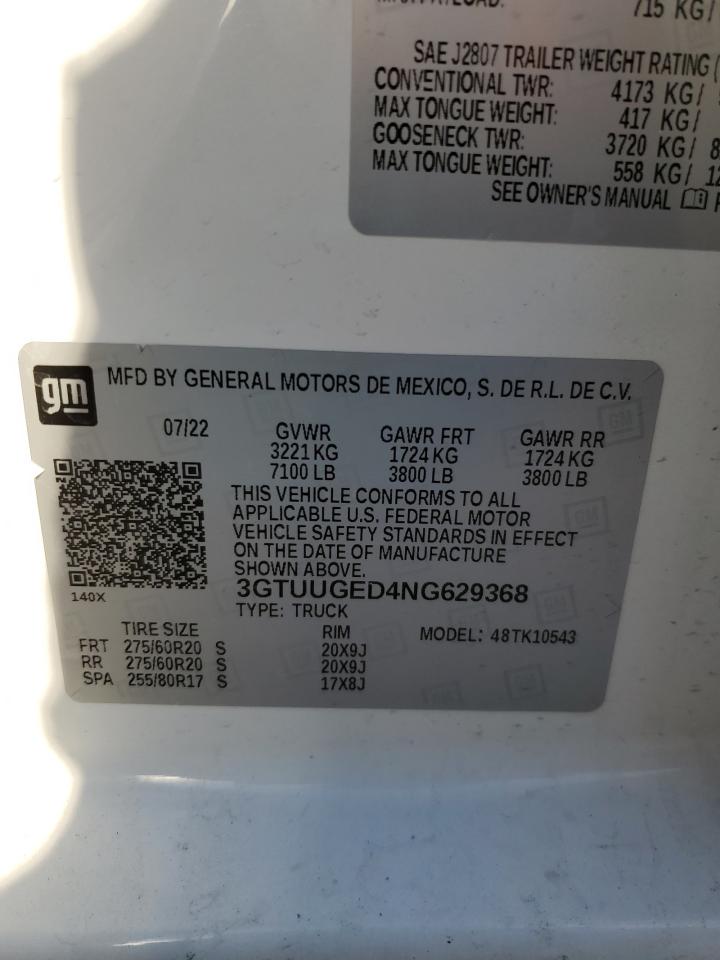 715 KG/
SAE J2807 TRAILER WEIGHT RATING (
CONVENTIONAL TWR: 4173 KG/
MAX TONGUE WEIGHT: 417 KG/
GOOSENECK TWR: 3720 KG/ 8
MAX TONGUE WEIGHT: 558 KG/ 12
SEE OWNER'S MANUAL
gm
MFD BY GENERAL MOTORS DE MEXICO, S. DE R.L. DE C.V.
07/22 GVWR GAWR FRT GAWR RR
3221 KG 1724 KG 1724 KG
7100 LB 3800 LB 3800 LB
THIS VEHICLE CONFORMS TO ALL
APPLICABLE U.S. FEDERAL MOTOR
VEHICLE SAFETY STANDARDS IN EFFECT
ON THE DATE OF MANUFACTURE
SHOWN ABOVE.
140X 3GTUUGED4NG629368
TYPE: TRUCK
TIRE SIZE RIM MODEL: 48TK10543
FRT 275/60R20 S 20X9J
RR 275/60R20 S 20X9J
SPA 255/80R17 S 17X8J